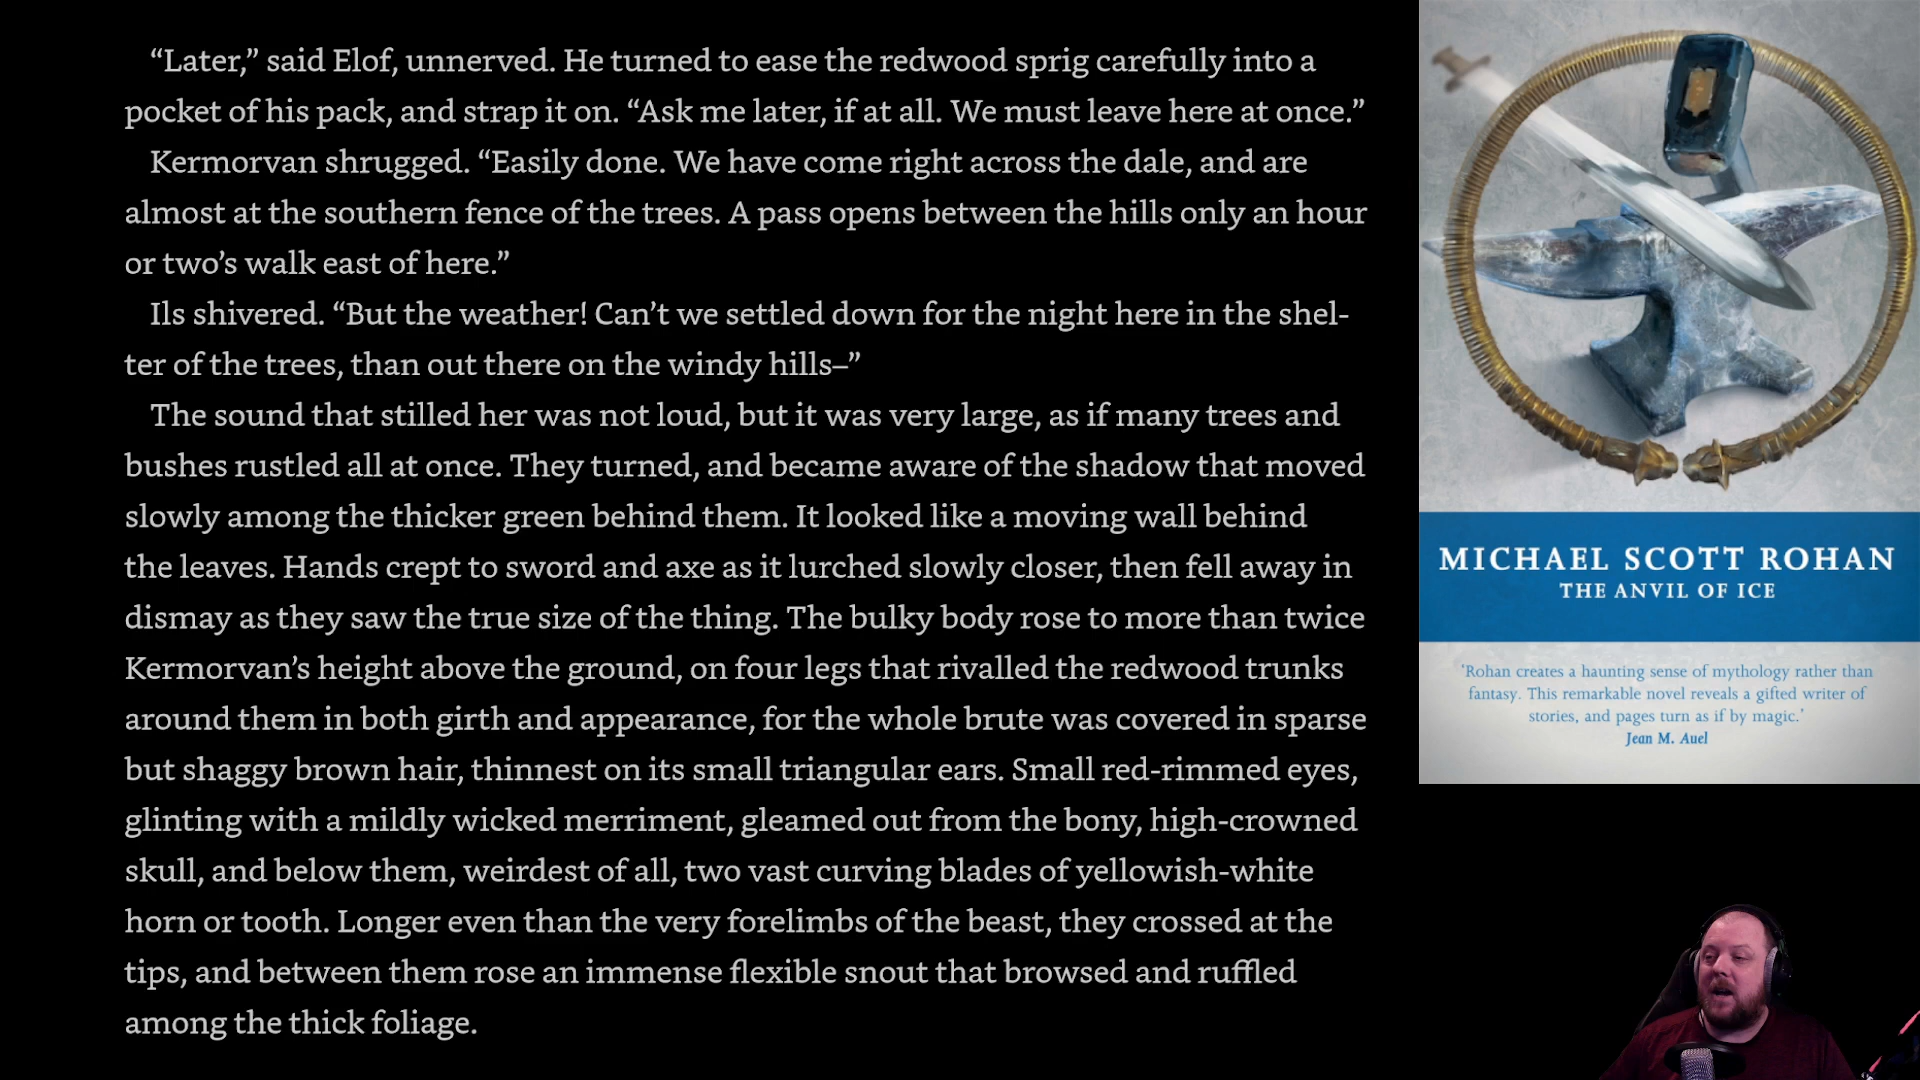 “Later,” said Elof, unnerved. He turned to ease the redwood sprig carefully into a
pocket of his pack, and strap it on. “Ask me later, if at all. We must leave here at once.”
Kermorvan shrugged. “Easily done. We have come right across the dale, and are
almost at the southern fence of the trees. A pass opens between the hills only an hour
or two’s walk east of here.”
Ils shivered. “But the weather! Can’t we settled down for the night here in the shel-
ter of the trees, than out there on the windy hills–”
The sound that stilled her was not loud, but it was very large, as if many trees and
bushes rustled all at once. They turned, and became aware of the shadow that moved
slowly among the thicker green behind them. It looked like a moving wall behind
the leaves. Hands crept to sword and axe as it lurched slowly closer, then fell away in
dismay as they saw the true size of the thing. The bulky body rose to more than twice
Kermorvan’s height above the ground, on four legs that rivalled the redwood trunks
around them in both girth and appearance, for the whole brute was covered in sparse
but shaggy brown hair, thinnest on its small triangular ears. Small red-rimmed eyes,
glinting with a mildly wicked merriment, gleamed out from the bony, high-crowned
skull, and below them, weirdest of all, two vast curving blades of yellowish-white
horn or tooth. Longer even than the very forelimbs of the beast, they crossed at the
tips, and between them rose an immense flexible snout that browsed and ruffled
among the thick foliage.
MICHAEL SCOTT ROHAN
THE ANVIL OF ICE
‘Rohan creates a haunting sense of mythology rather than
fantasy. This remarkable novel reveals a gifted writer of
stories, and pages turn as if by magic.’
Jean M. Auel